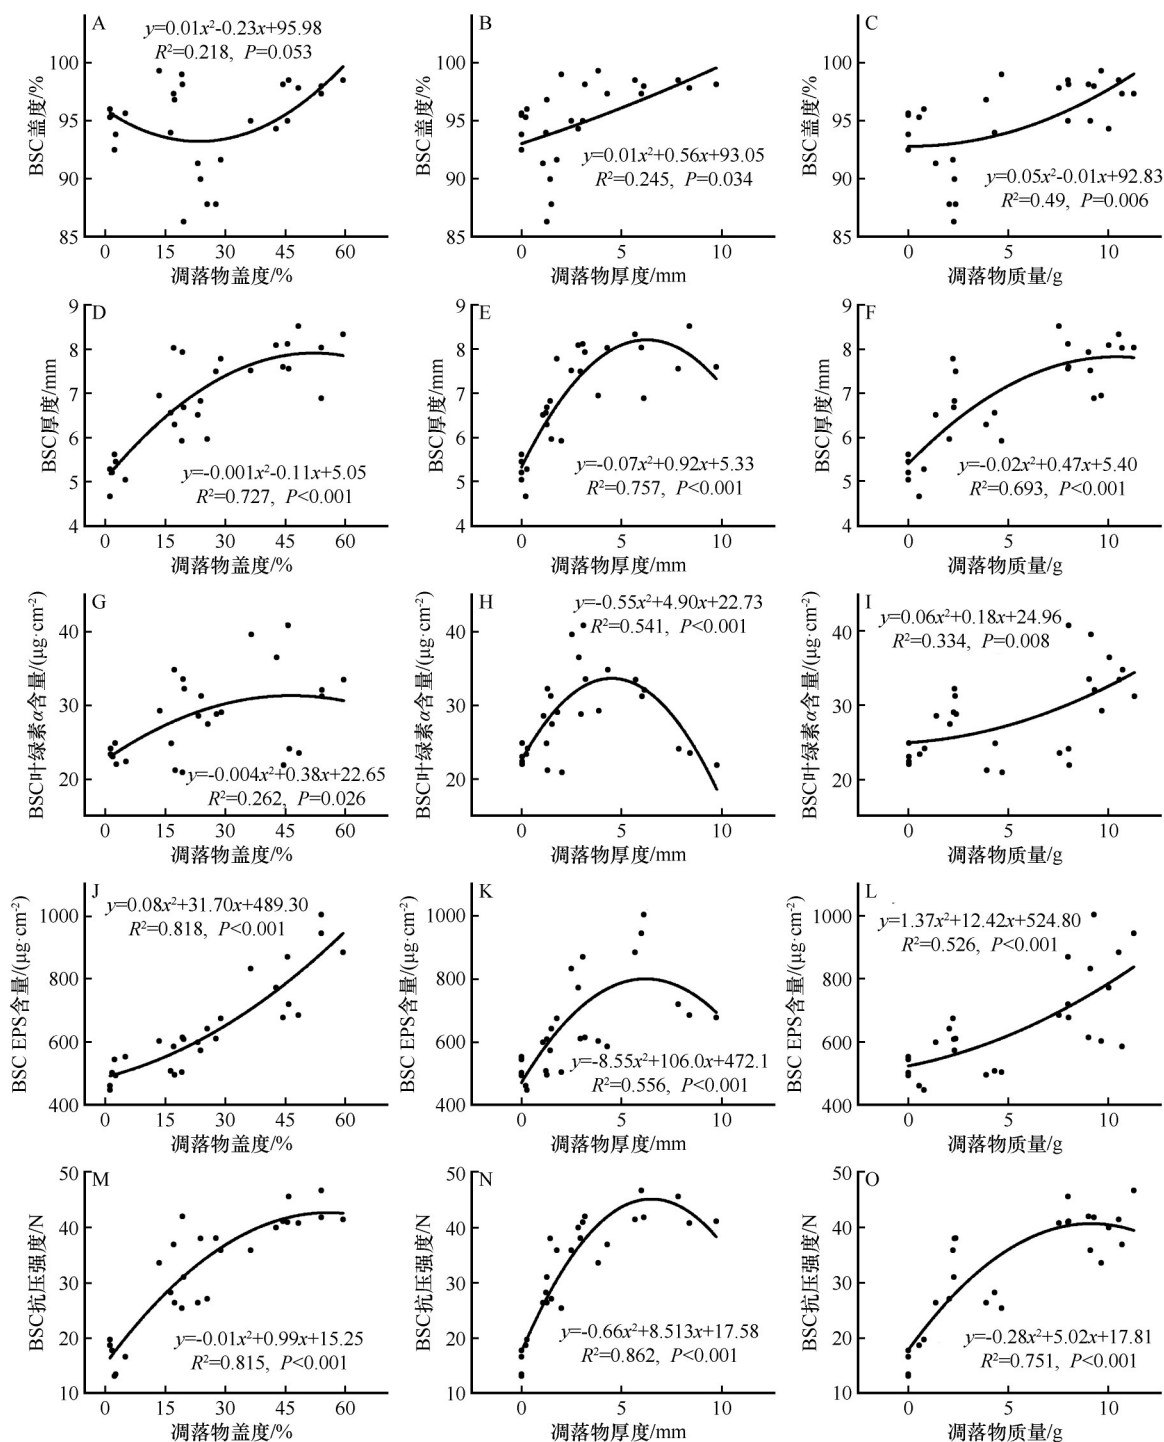 A
y=0.01x²-0.23x+95.98
R²=0.218, P=0.053
BSC盖度/%
100
95
90
85
0 15 30 45 60
凋落物盖度/%
B
y=0.01x²+0.56x+93.05
R²=0.245, P=0.034
BSC盖度/%
100
95
90
85
0 5 10
凋落物厚度/mm
C
y=0.05x²-0.01x+92.83
R²=0.49, P=0.006
BSC盖度/%
100
95
90
85
0 5 10
凋落物质量/g
D
y=-0.001x²-0.11x+5.05
R²=0.727, P<0.001
BSC厚度/mm
9
8
7
6
5
4
0 15 30 45 60
凋落物盖度/%
E
y=-0.07x²+0.92x+5.33
R²=0.757, P<0.001
BSC厚度/mm
9
8
7
6
5
4
0 5 10
凋落物厚度/mm
F
y=-0.02x²+0.47x+5.40
R²=0.693, P<0.001
BSC厚度/mm
9
8
7
6
5
4
0 5 10
凋落物质量/g
G
y=-0.004x²+0.38x+22.65
R²=0.262, P=0.026
BSC叶绿素α含量/(μg·cm⁻²)
40
30
20
0 15 30 45 60
凋落物盖度/%
H
y=-0.55x²+4.90x+22.73
R²=0.541, P<0.001
BSC叶绿素α含量/(μg·cm⁻²)
40
30
20
0 5 10
凋落物厚度/mm
I
y=0.06x²+0.18x+24.96
R²=0.334, P=0.008
BSC叶绿素α含量/(μg·cm⁻²)
40
30
20
0 5 10
凋落物质量/g
J
y=0.08x²+31.70x+489.30
R²=0.818, P<0.001
BSC EPS含量/(μg·cm⁻²)
1000
800
600
400
0 15 30 45 60
凋落物盖度/%
K
y=-8.55x²+106.0x+472.1
R²=0.556, P<0.001
BSC EPS含量/(μg·cm⁻²)
1000
800
600
400
0 5 10
凋落物厚度/mm
L
y=1.37x²+12.42x+524.80
R²=0.526, P<0.001
BSC EPS含量/(μg·cm⁻²)
1000
800
600
400
0 5 10
凋落物质量/g
M
y=-0.01x²+0.99x+15.25
R²=0.815, P<0.001
BSC抗压强度/N
50
40
30
20
10
0 15 30 45 60
凋落物盖度/%
N
y=-0.66x²+8.513x+17.58
R²=0.862, P<0.001
BSC抗压强度/N
50
40
30
20
10
0 5 10
凋落物厚度/mm
O
y=-0.28x²+5.02x+17.81
R²=0.751, P<0.001
BSC抗压强度/N
50
40
30
20
10
0 5 10
凋落物质量/g